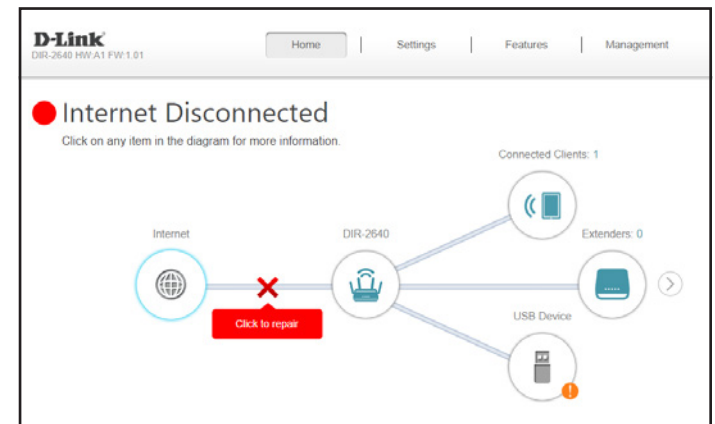 D-Link
DIR-2640 HW:A1 FW:1.01
Home
Settings
Features
Management
Internet Disconnected
Click on any item in the diagram for more information.
Connected Clients: 1
Internet
DIR-2640
Extenders: 0
Click to repair
USB Device